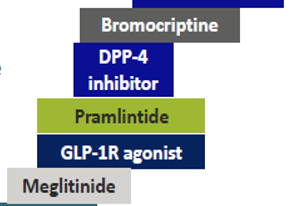 Bromocriptine
DPP-4
inhibitor
Pramlintide
GLP-1R agonist
Meglitinide